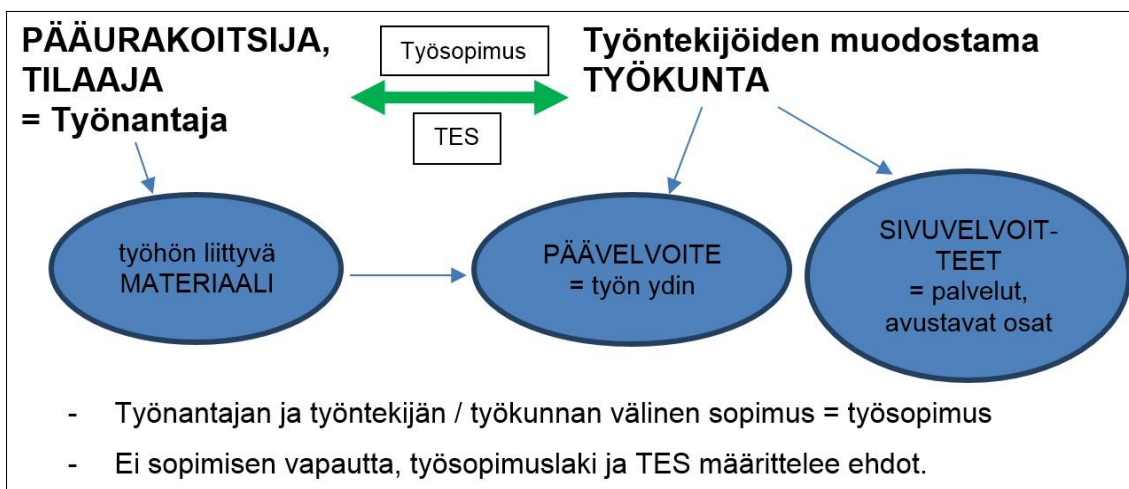 PÄÄURAKOITSIJA,
TILAAJA
= Työnantaja
Työsopimus
TES
Työntekijöiden muodostama
TYÖKUNTA
työhön liittyvä
MATERIAALI
PÄÄVELVOITE
= työn ydin
SIVUVELVOIT-
TEET
= palvelut,
avustavat osat
- Työnantajan ja työntekijän / työkunnan välinen sopimus = työsopimus
- Ei sopimisen vapautta, työsopimuslaki ja TES määrittelee ehdot.